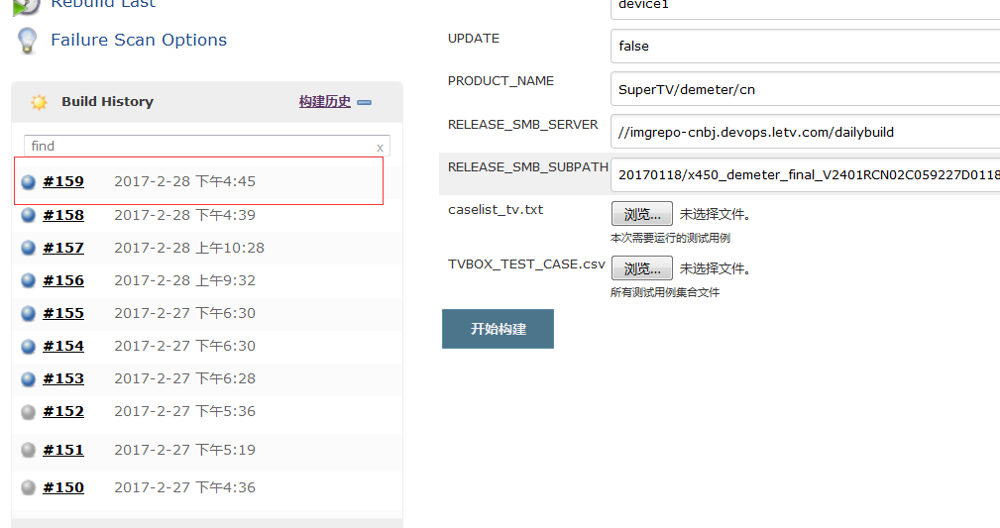 Rebuild Last
Failure Scan Options
Build History 构建历史
find x
#159 2017-2-28 下午4:45
#158 2017-2-28 下午4:39
#157 2017-2-28 上午10:28
#156 2017-2-28 上午9:32
#155 2017-2-27 下午6:30
#154 2017-2-27 下午6:30
#153 2017-2-27 下午6:28
#152 2017-2-27 下午5:36
#151 2017-2-27 下午5:19
#150 2017-2-27 下午4:36
device1
UPDATE false
PRODUCT_NAME SuperTV/demeter/cn
RELEASE_SMB_SERVER //imgrepo-cnbj.devops.letv.com/dailybuild
RELEASE_SMB_SUBPATH 20170118/x450_demeter_final_V2401RCN02C059227D0118
caselist_tv.txt 浏览... 未选择文件。
本次需要运行的测试用例
TVBOX_TEST_CASE.csv 浏览... 未选择文件。
所有测试用例集合文件
开始构建